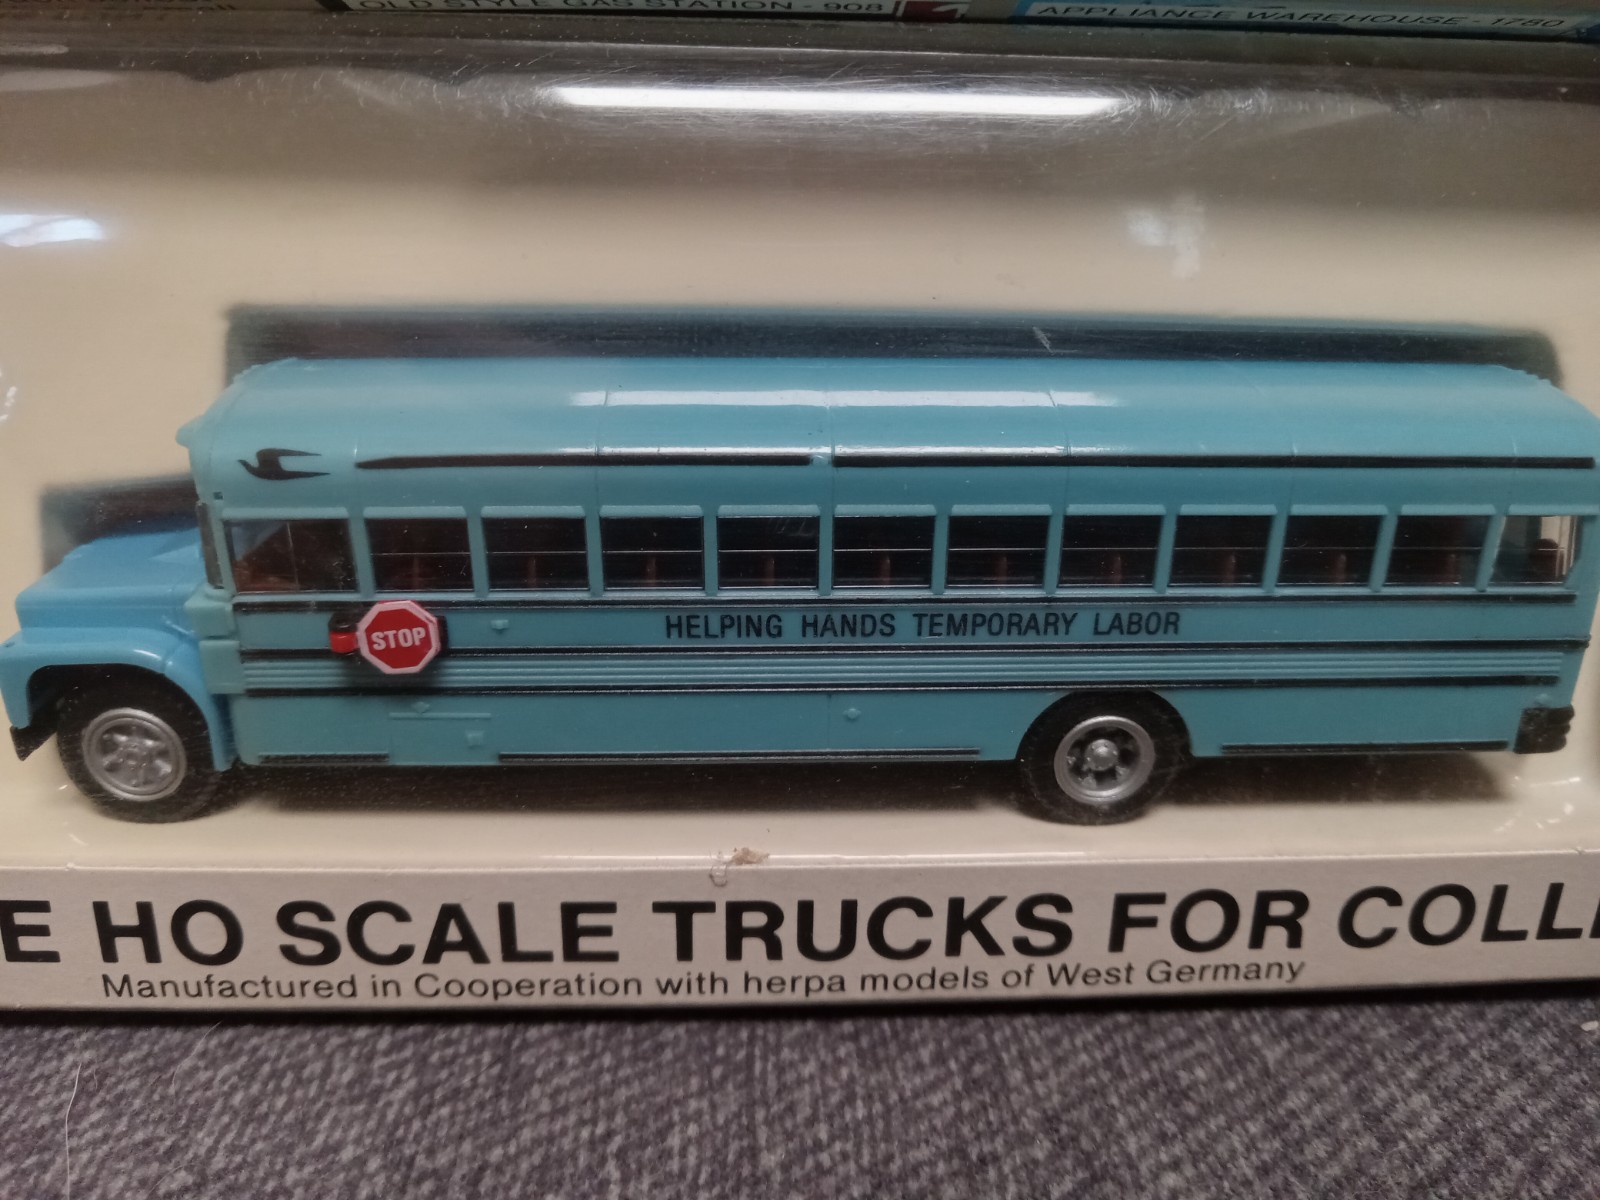 OLD STYLE GAS STATION - 908
APPLIANCE WAREHOUSE - 1780
STOP
HELPING HANDS TEMPORARY LABOR
E HO SCALE TRUCKS FOR COLLE
Manufactured in Cooperation with herpa models of West Germany